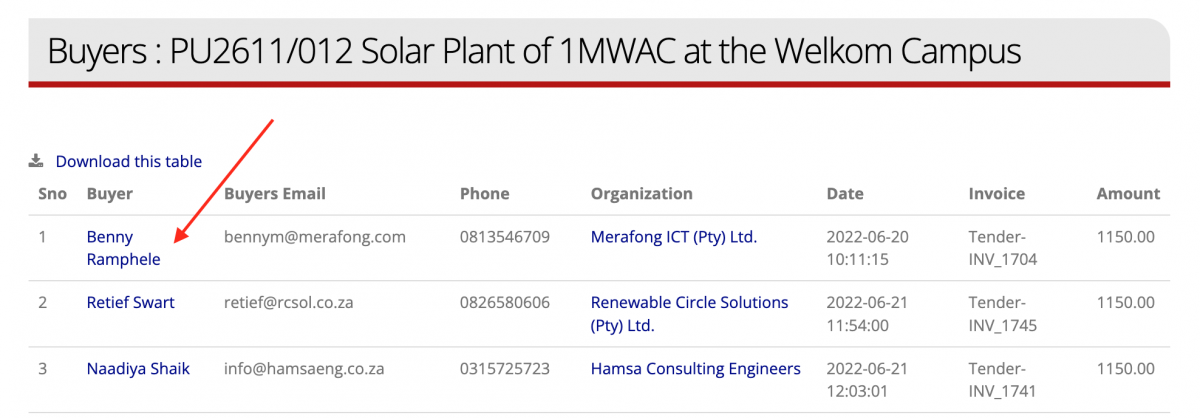 Buyers : PU2611/012 Solar Plant of 1MWAC at the Welkom Campus
Download this table
Sno Buyer Buyers Email Phone Organization Date Invoice Amount
1 Benny bennym@merafong.com 0813546709 Merafong ICT (Pty) Ltd. 2022-06-20 Tender- 1150.00
Ramphele 10:11:15 INV_1704
2 Retief Swart retief@rcsol.co.za 0826580606 Renewable Circle Solutions 2022-06-21 Tender- 1150.00
(Pty) Ltd. 11:54:00 INV_1745
3 Naadiya Shaik info@hamsaeng.co.za 0315725723 Hamsa Consulting Engineers 2022-06-21 Tender- 1150.00
12:03:01 INV_1741